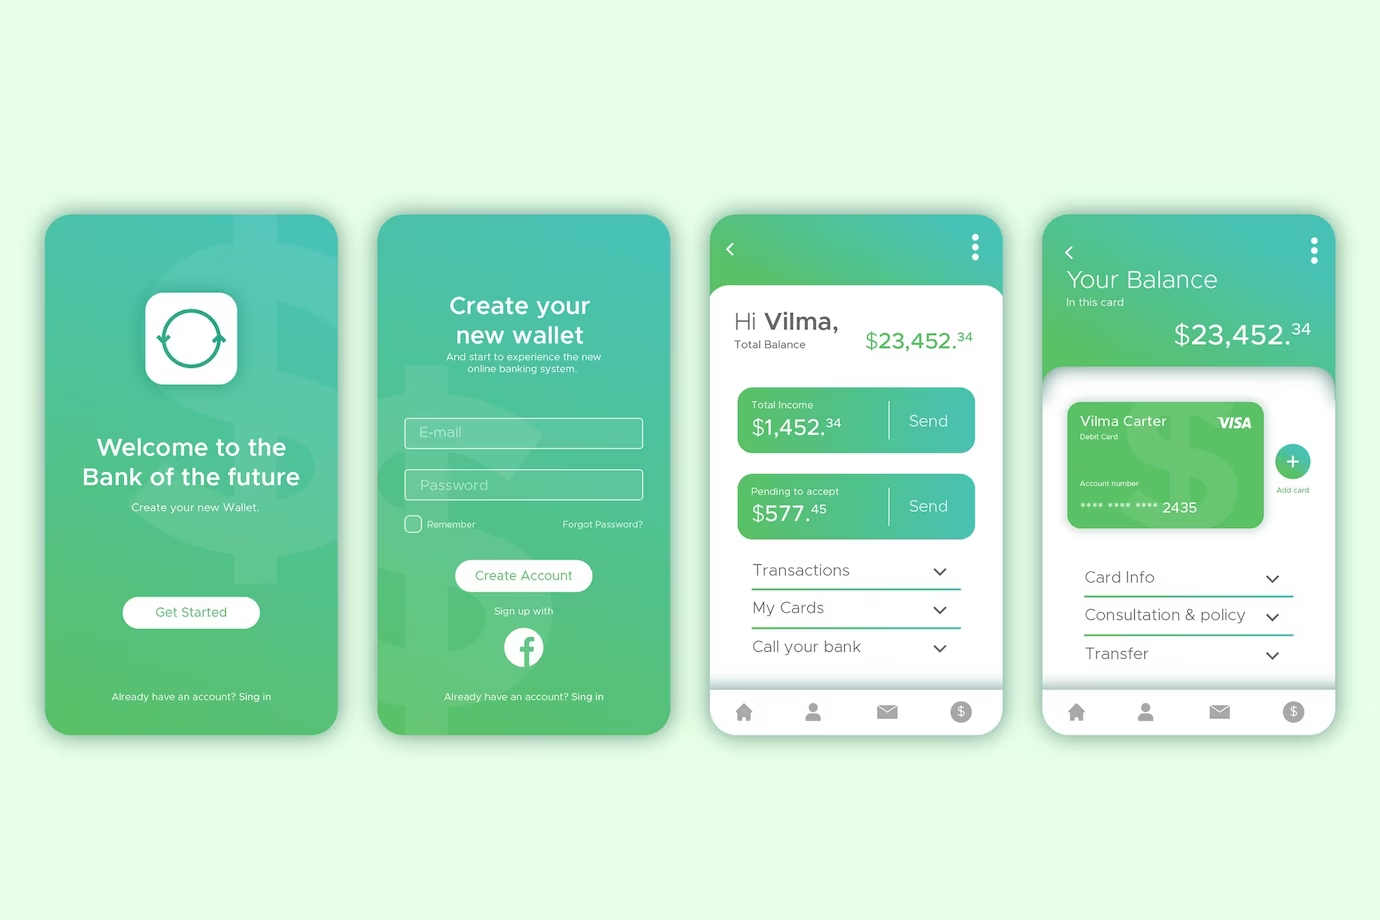 Welcome to the
Bank of the future
Create your new Wallet.
Get Started
Already have an account? Sing in
Create your
new wallet
And start to experience the new
online banking system.
E-mail
Password
Remember
Forgot Password?
Create Account
Sign up with
Already have an account? Sing in
Hi Vilma,
Total Balance
$23,452.34
Total Income
$1,452.34
Send
Pending to accept
$577.45
Send
Transactions
My Cards
Call your bank
$
Your Balance
In this card
$23,452.34
Vilma Carter
VISA
Debit Card
Account number
**** **** **** 2435
Add card
Card Info
Consultation & policy
Transfer
$